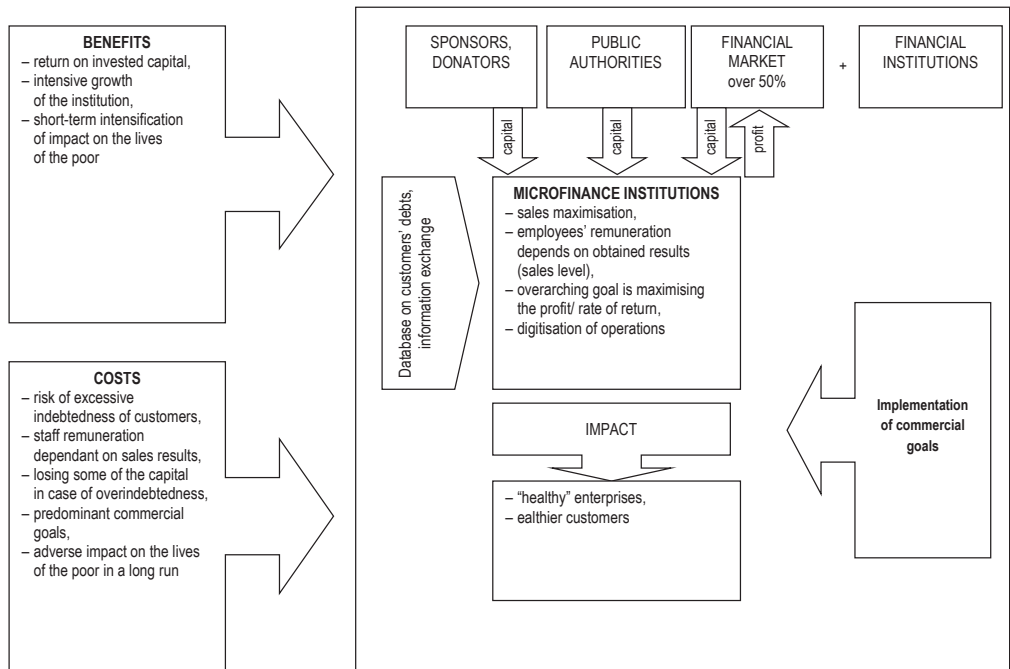 BENEFITS
– return on invested capital,
– intensive growth
of the institution,
– short-term intensification
of impact on the lives
of the poor
COSTS
– risk of excessive
indebtedness of customers,
– staff remuneration
dependant on sales results,
– losing some of the capital
in case of overindebtedness,
– predominant commercial
goals,
– adverse impact on the lives
of the poor in a long run
SPONSORS,
DONATORS
PUBLIC
AUTHORITIES
FINANCIAL
MARKET
over 50%
+
FINANCIAL
INSTITUTIONS
capital
capital
capital
profit
Database on customers’ debts,
information exchange
MICROFINANCE INSTITUTIONS
– sales maximisation,
– employees’ remuneration
depends on obtained results
(sales level),
– overarching goal is maximising
the profit/ rate of return,
– digitisation of operations
IMPACT
– “healthy” enterprises,
– ealthier customers
Implementation
of commercial
goals